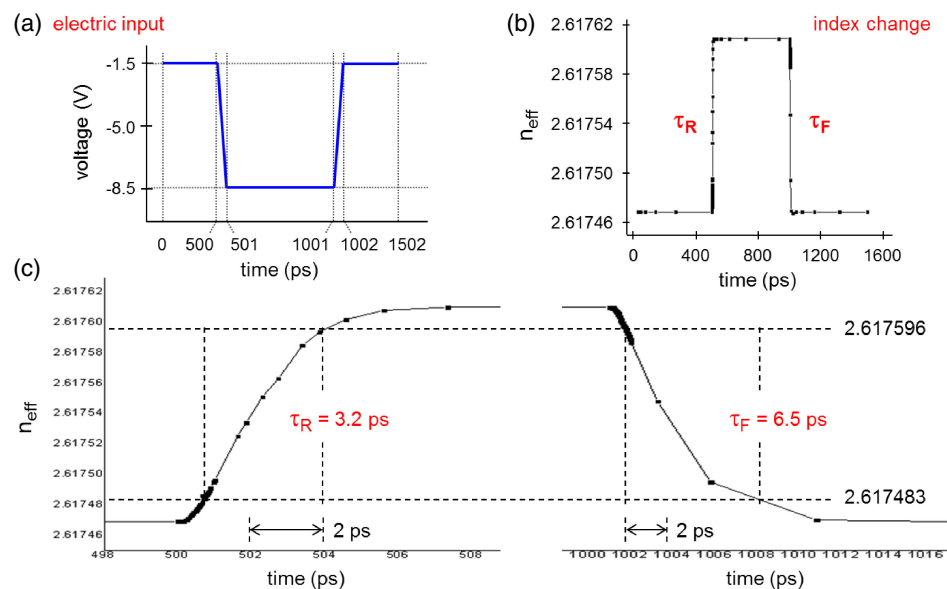 (a) electric input
voltage (V)
-1.5
-5.0
-8.5
0 500 501 1001 1002 1502
time (ps)
(b) index change
n_eff
2.61762
2.61758
2.61754
2.61750
2.61746
τ_R
τ_F
0 400 800 1200 1600
time (ps)
(c)
n_eff
2.61762
2.61760
2.61758
2.61756
2.61754
2.61752
2.61750
2.61748
2.61746
τ_R = 3.2 ps
τ_F = 6.5 ps
2.617596
2.617483
2 ps
2 ps
498 500 502 504 506 508
1000 1002 1004 1006 1008 1010 1012 1014 1016
time (ps)
time (ps)